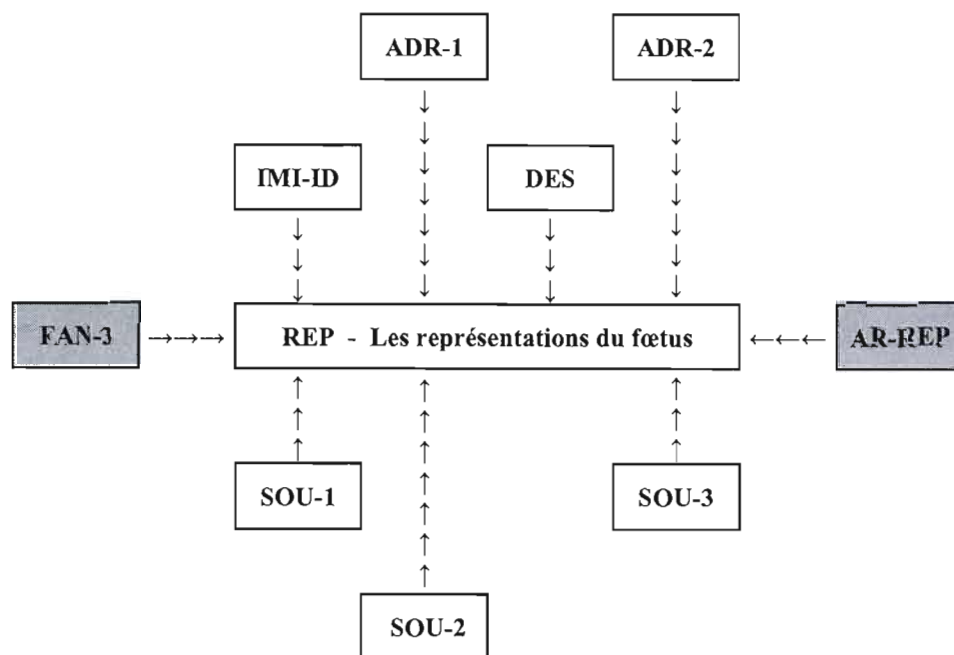 ADR-1
ADR-2
IMI-ID
DES
FAN-3
REP - Les représentations du fœtus
AR-REP
SOU-1
SOU-3
SOU-2